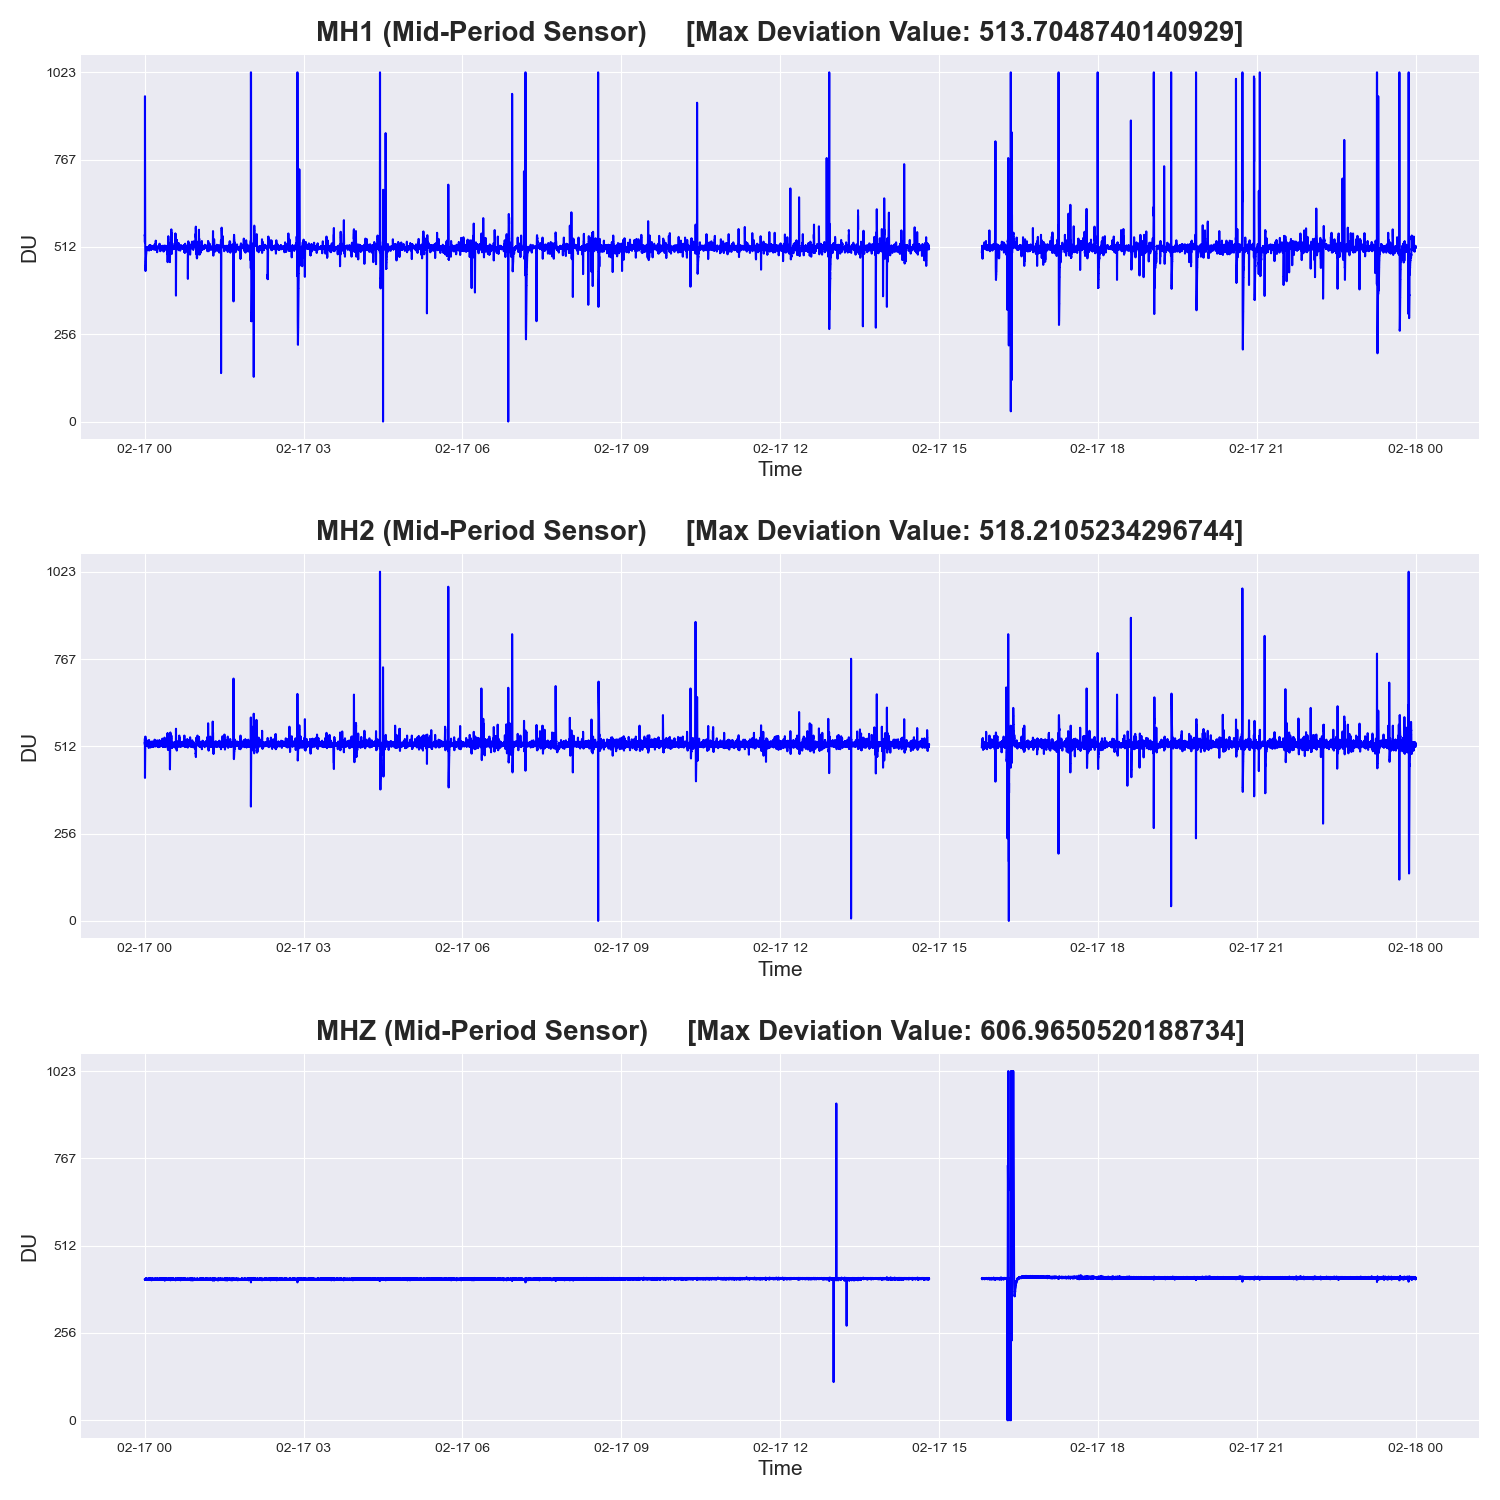 MH1 (Mid-Period Sensor) [Max Deviation Value: 513.7048740140929]
1023
767
512
256
0
DU
02-17 00 02-17 03 02-17 06 02-17 09 02-17 12 02-17 15 02-17 18 02-17 21 02-18 00
Time
MH2 (Mid-Period Sensor) [Max Deviation Value: 518.2105234296744]
1023
767
512
256
0
DU
02-17 00 02-17 03 02-17 06 02-17 09 02-17 12 02-17 15 02-17 18 02-17 21 02-18 00
Time
MHZ (Mid-Period Sensor) [Max Deviation Value: 606.9650520188734]
1023
767
512
256
0
DU
02-17 00 02-17 03 02-17 06 02-17 09 02-17 12 02-17 15 02-17 18 02-17 21 02-18 00
Time